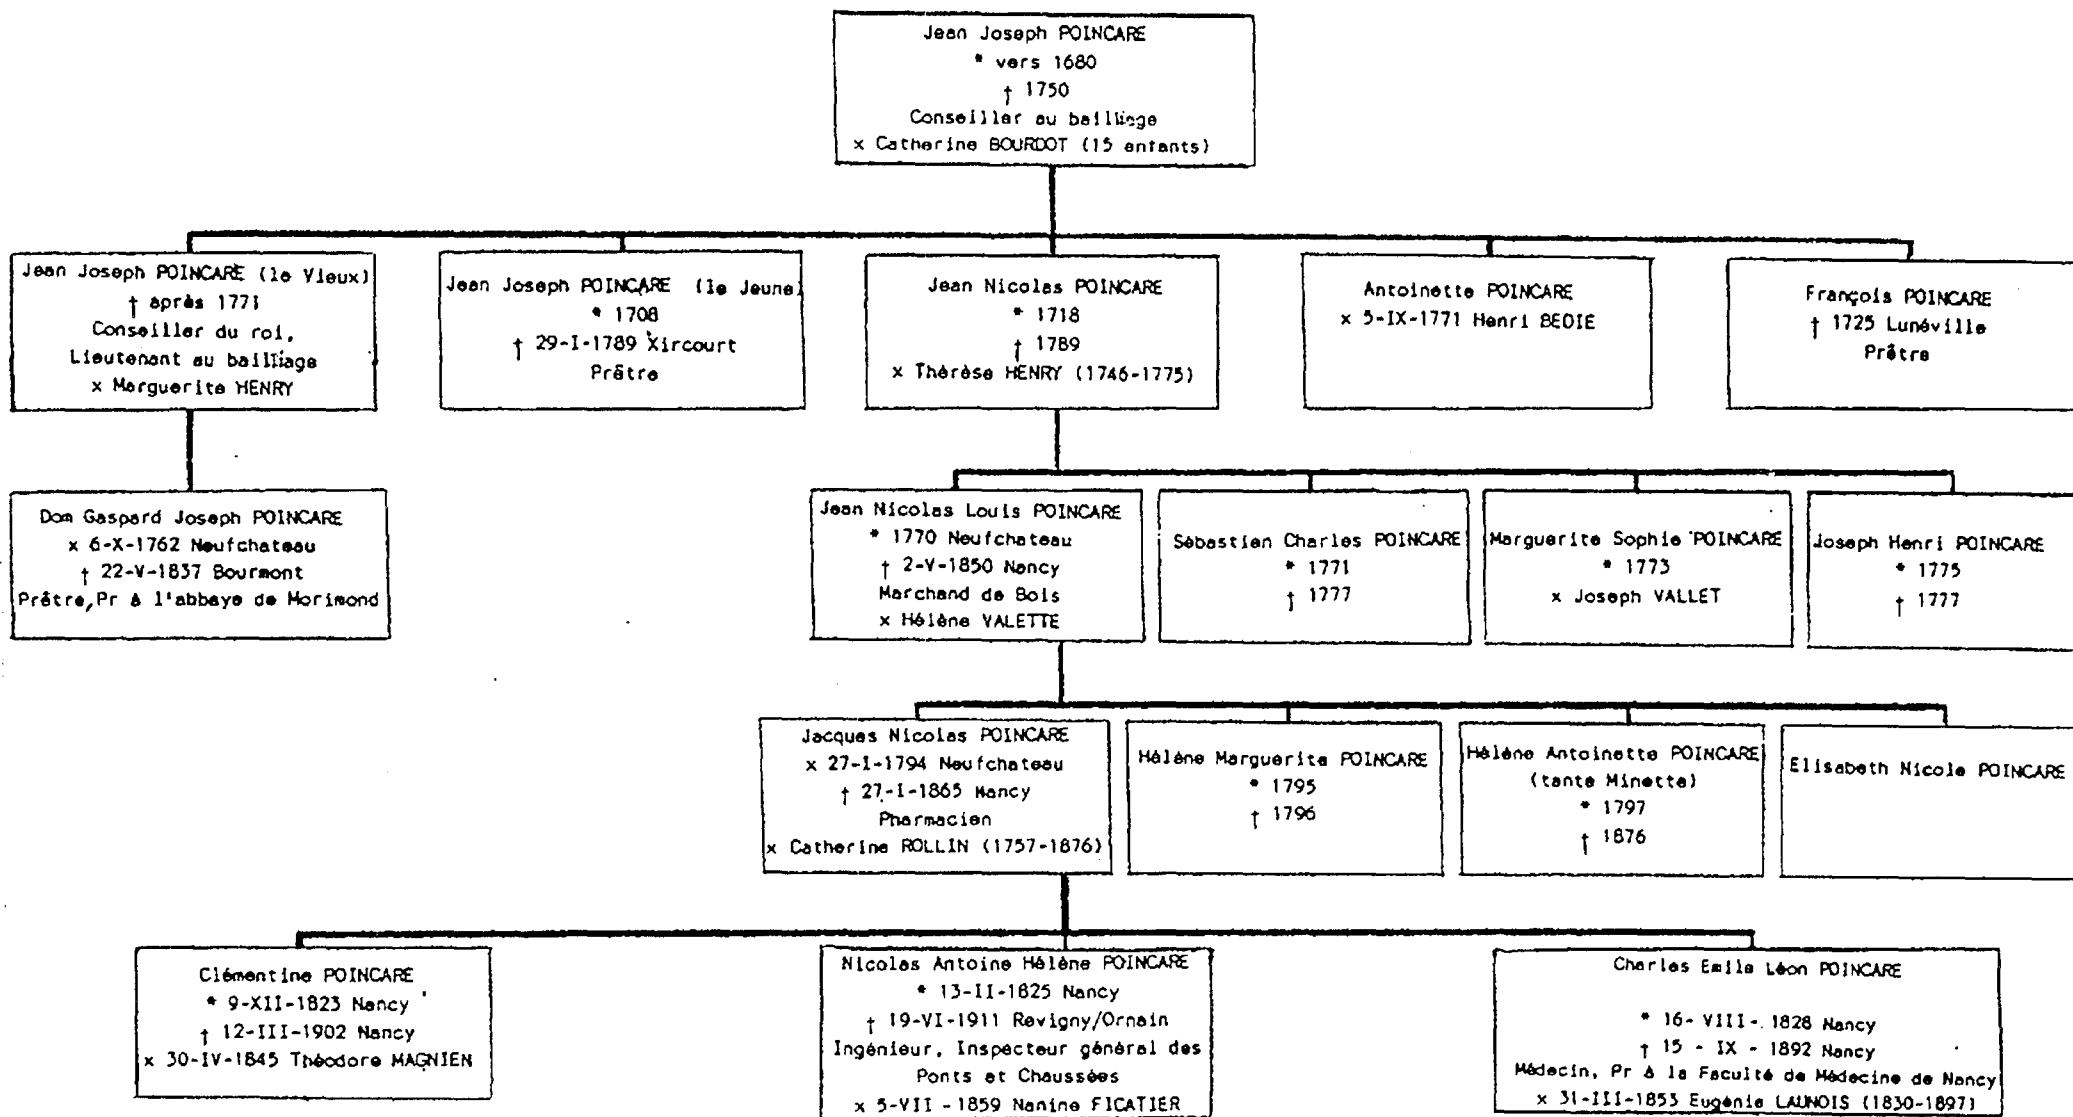 Jean Joseph POINCARE
* vers 1680
† 1750
Conseiller au bailliage
x Catherine BOURDOT (15 enfants)
Jean Joseph POINCARE (le Vieux)
† après 1771
Conseiller du roi,
Lieutenant au bailliage
x Marguerite HENRY
Jean Joseph POINCARE (le Jeune)
* 1708
† 29-I-1789 Xircourt
Prêtre
Jean Nicolas POINCARE
* 1718
† 1789
x Thérèse HENRY (1746-1775)
Antoinette POINCARE
x 5-IX-1771 Henri BEDIE
François POINCARE
† 1725 Lunéville
Prêtre
Dom Gaspard Joseph POINCARE
x 6-X-1762 Neufchateau
† 22-V-1837 Bourmont
Prêtre, Pr à l'abbaye de Morimond
Jean Nicolas Louis POINCARE
* 1770 Neufchateau
† 2-V-1850 Nancy
Marchand de Bois
x Hélène VALETTE
Sébastien Charles POINCARE
* 1771
† 1777
Marguerite Sophie POINCARE
* 1773
x Joseph VALLET
Joseph Henri POINCARE
* 1775
† 1777
Jacques Nicolas POINCARE
x 27-I-1794 Neufchateau
† 27-I-1865 Nancy
Pharmacien
x Catherine ROLLIN (1757-1876)
Hélène Marguerite POINCARE
* 1795
† 1796
Hélène Antoinette POINCARE
(tante Minette)
* 1797
† 1876
Elisabeth Nicole POINCARE
Clémentine POINCARE
* 9-XII-1823 Nancy
† 12-III-1902 Nancy
x 30-IV-1845 Théodore MAGNIEN
Nicolas Antoine Hélène POINCARE
* 13-II-1825 Nancy
† 19-VI-1911 Revigny/Ornain
Ingénieur, Inspecteur général des
Ponts et Chaussées
x 5-VII-1859 Nanine FICATIER
Charles Emile Léon POINCARE
* 16- VIII- 1828 Nancy
† 15 - IX - 1892 Nancy
Médecin, Pr à la Faculté de Médecine de Nancy
x 31-III-1853 Eugénie LAUNOIS (1830-1897)